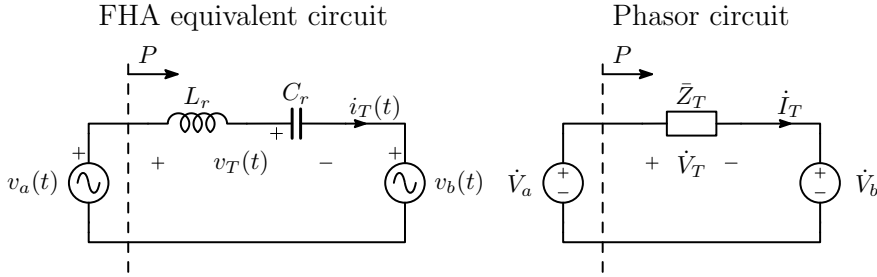 FHA equivalent circuit
Phasor circuit
P
P
L_r
C_r
i_T(t)
Z̄_T
İ_T
+
+
+
+
v_a(t)
+ v_T(t) −
v_b(t)
V̇_a
+ V̇_T −
V̇_b
+
−
+
−